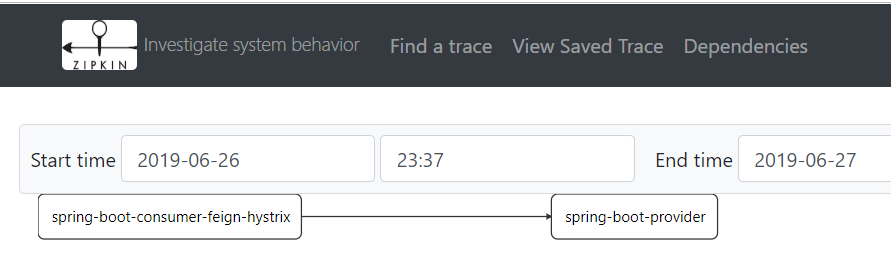 ZIPKIN Investigate system behavior Find a trace View Saved Trace Dependencies
Start time 2019-06-26 23:37 End time 2019-06-27
spring-boot-consumer-feign-hystrix spring-boot-provider